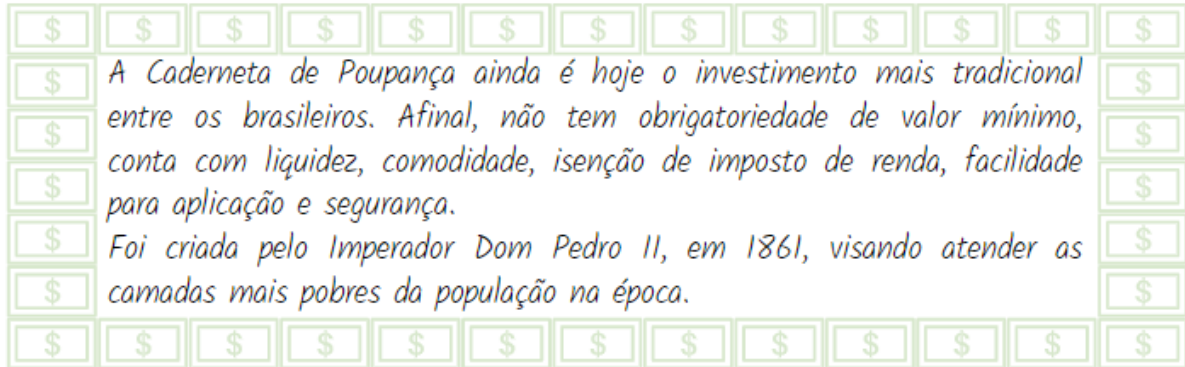 $ $ $ $ $ $ $ $ $ $ $ $ $
$ A Caderneta de Poupança ainda é hoje o investimento mais tradicional $
entre os brasileiros. Afinal, não tem obrigatoriedade de valor mínimo,
$ $
conta com liquidez, comodidade, isenção de imposto de renda, facilidade
$ para aplicação e segurança. $
$ Foi criada pelo Imperador Dom Pedro II, em 1861, visando atender as $
$ camadas mais pobres da população na época. $
$ $ $ $ $ $ $ $ $ $ $ $ $